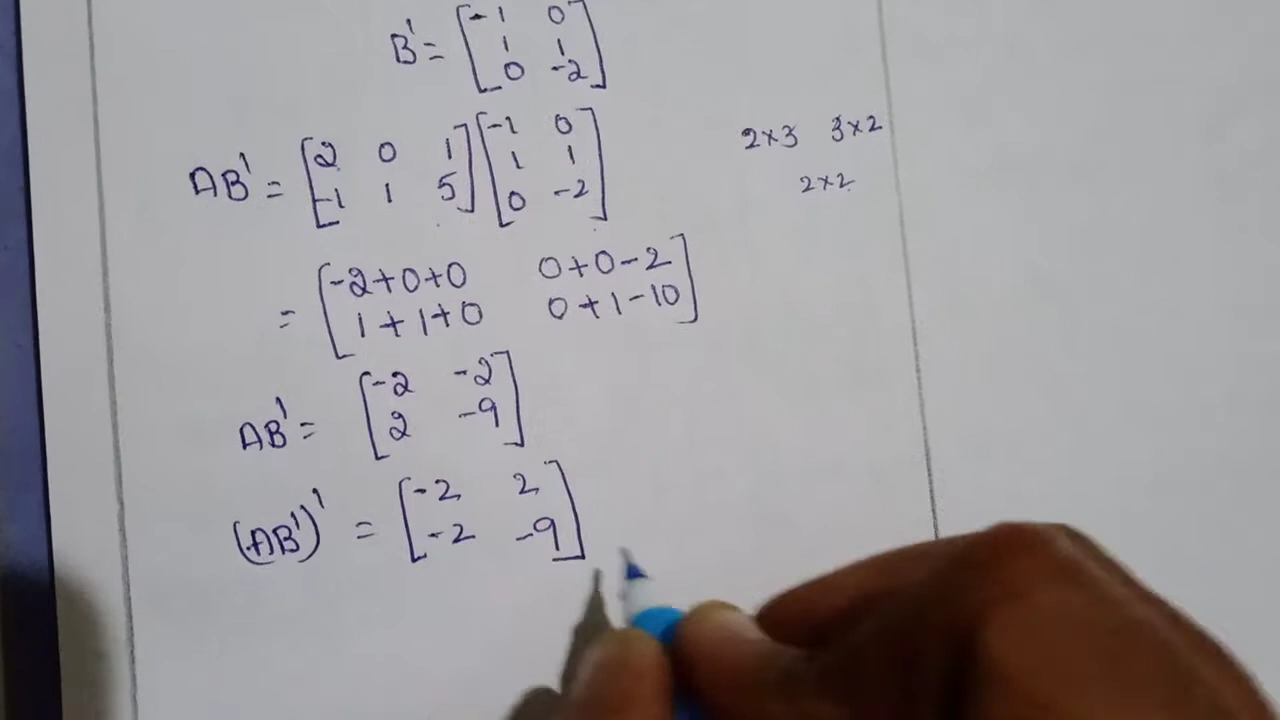 B' = [-1 0
1 1
0 -2]
AB' = [2 0 1
-1 1 5] [-1 0
1 1
0 -2]
2×3 3×2
2×2
= [-2+0+0 0+0-2
1+1+0 0+1-10]
AB' = [-2 -2
2 -9]
(AB')' = [-2 2
-2 -9]